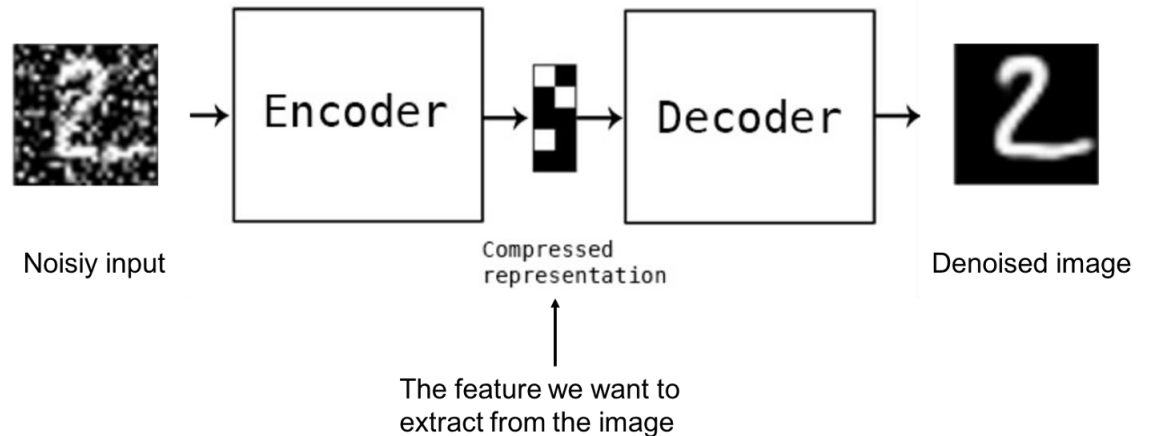 Encoder
Decoder
Noisiy input
Compressed
representation
Denoised image
The feature we want to
extract from the image